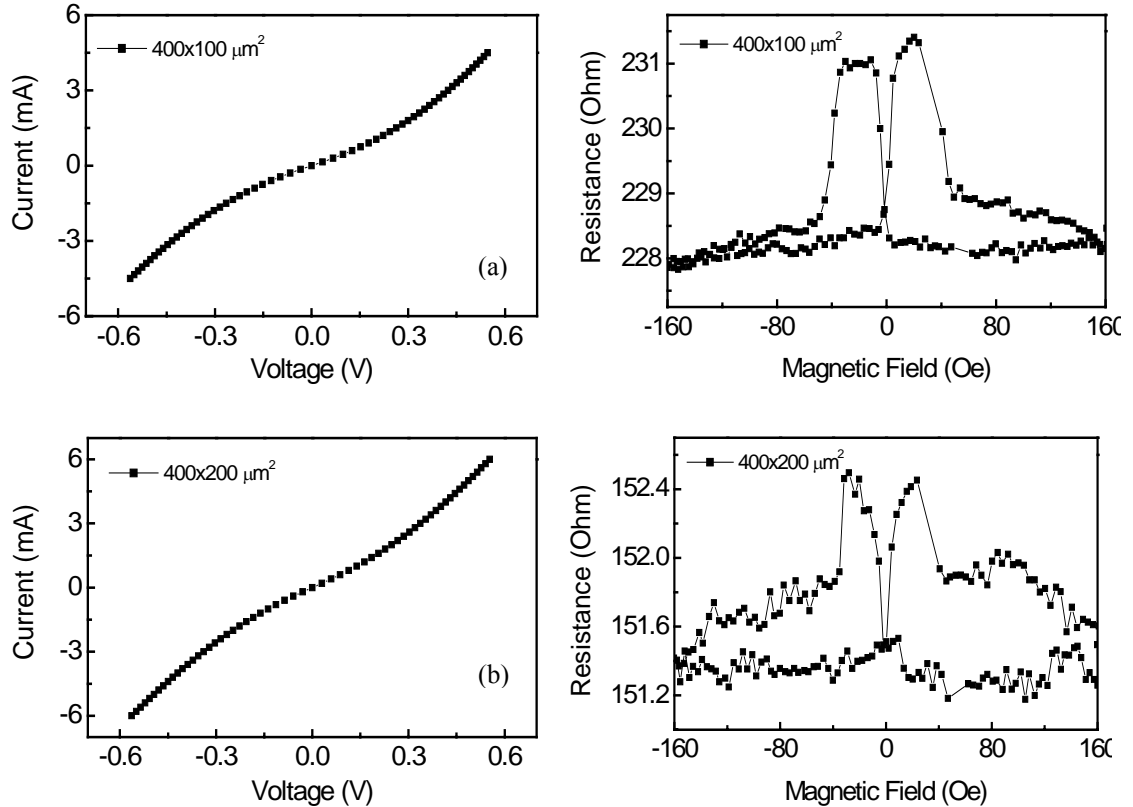 400x100 μm²
Current (mA)
6
3
0
-3
-6
(a)
-0.6 -0.3 0.0 0.3 0.6
Voltage (V)
400x100 μm²
Resistance (Ohm)
231
230
229
228
-160 -80 0 80 160
Magnetic Field (Oe)
400x200 μm²
Current (mA)
6
3
0
-3
-6
(b)
-0.6 -0.3 0.0 0.3 0.6
Voltage (V)
400x200 μm²
Resistance (Ohm)
152.4
152.0
151.6
151.2
-160 -80 0 80 160
Magnetic Field (Oe)